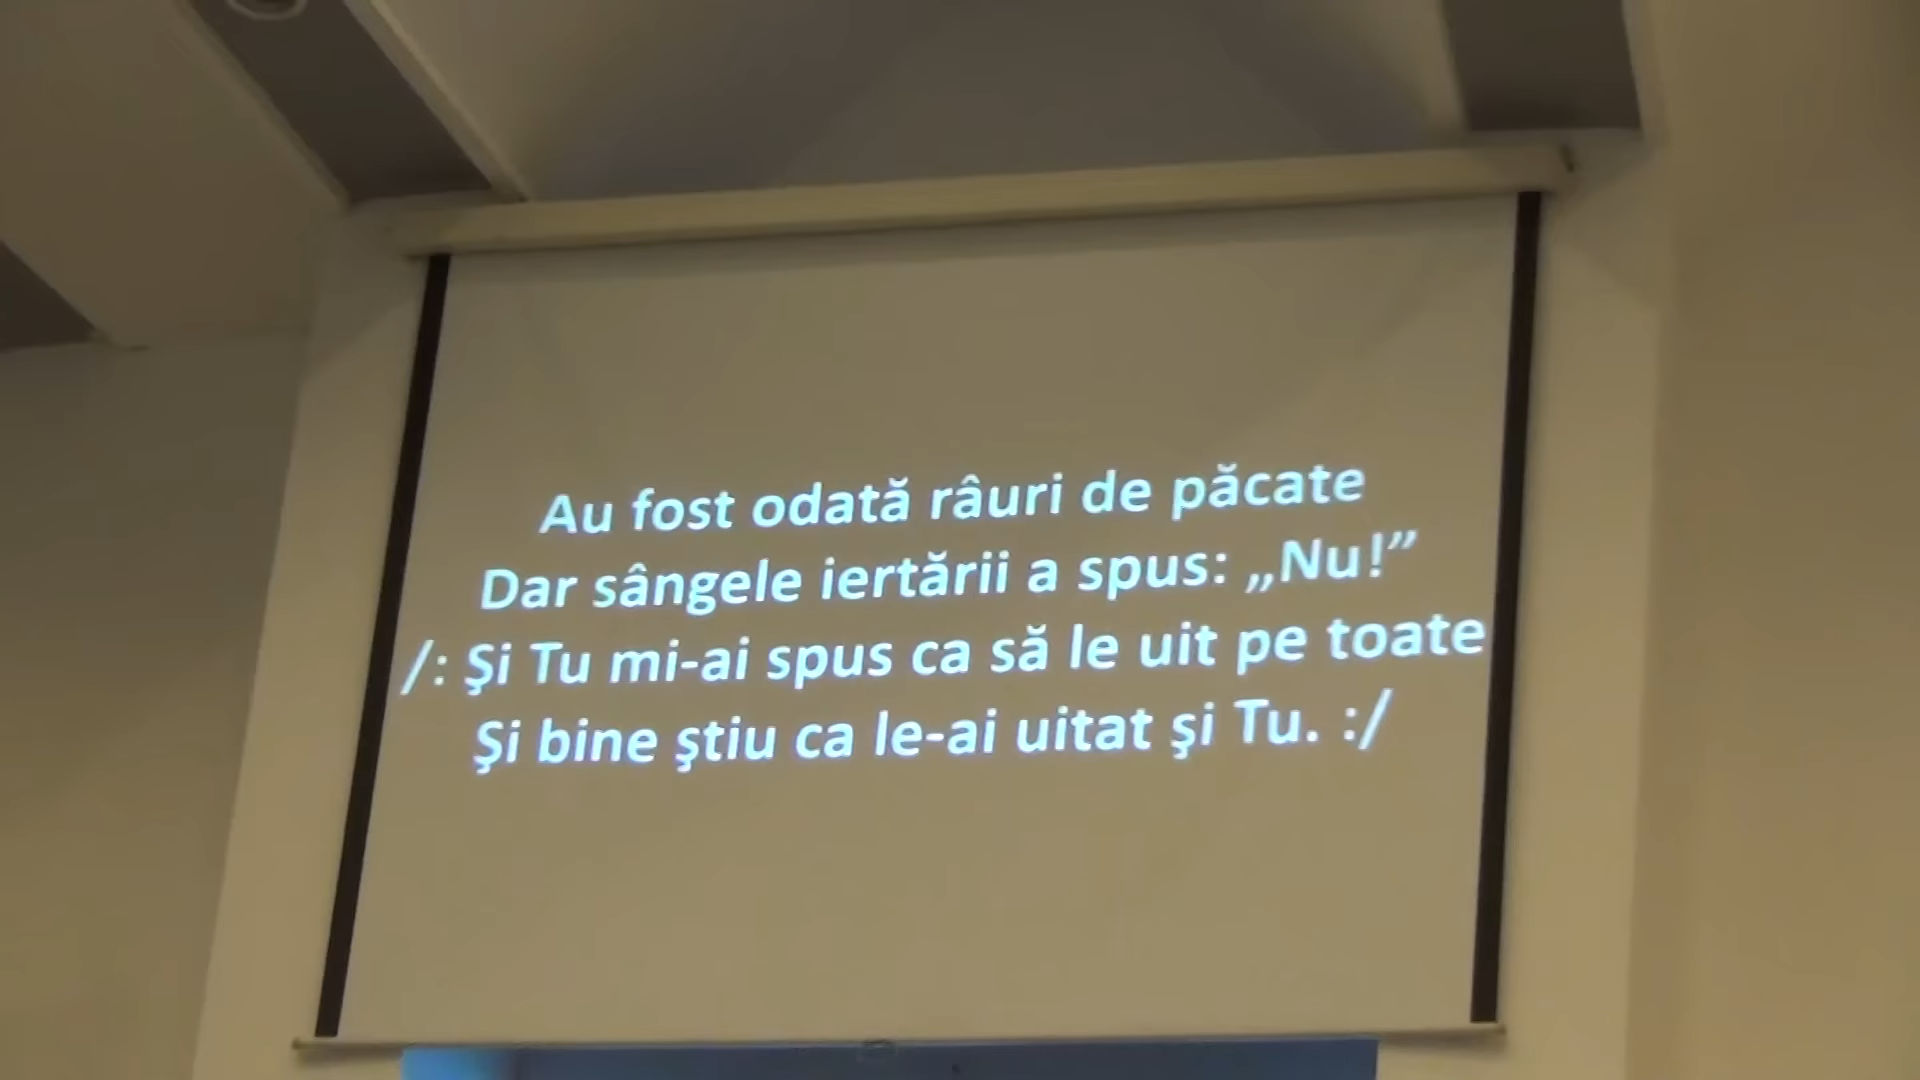 Au fost odată râuri de păcate
Dar sângele iertării a spus: „Nu!”
/: Şi Tu mi-ai spus ca să le uit pe toate
Şi bine ştiu ca le-ai uitat şi Tu. :/